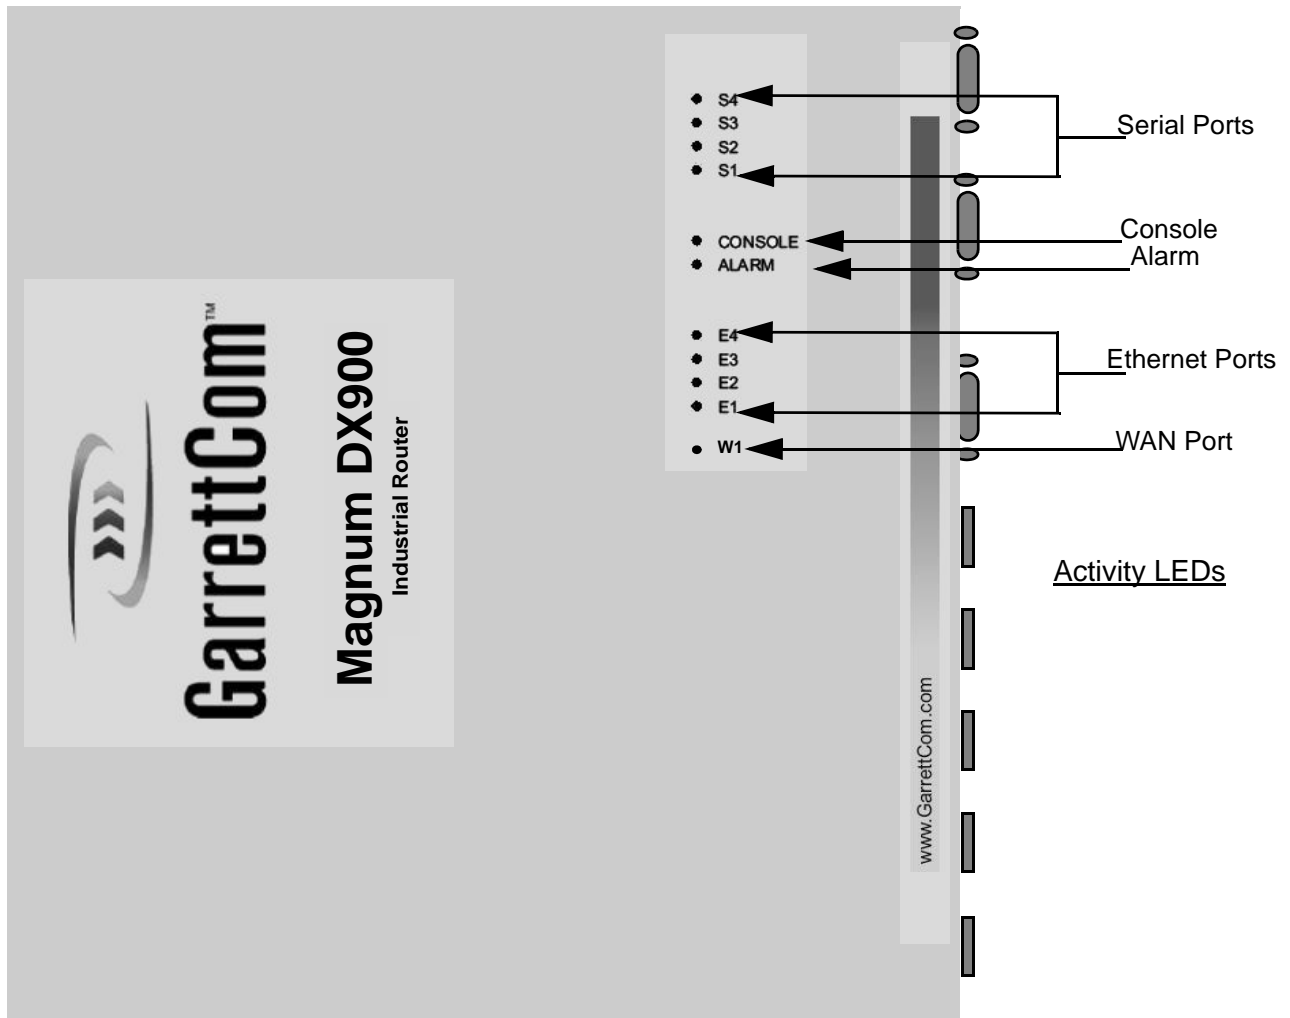 S4
S3
S2
S1
CONSOLE
ALARM
E4
E3
E2
E1
W1
Serial Ports
Console
Alarm
Ethernet Ports
WAN Port
Activity LEDs
GarrettCom™
Magnum DX900
Industrial Router
www.GarrettCom.com